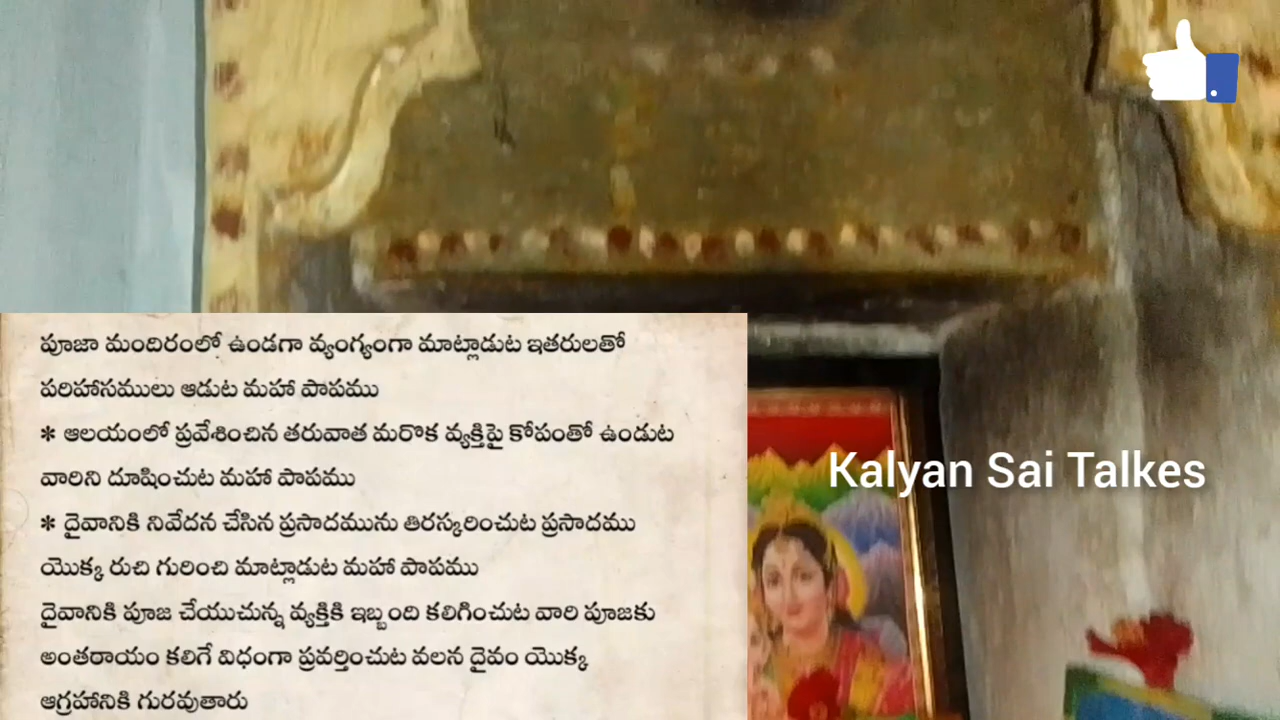 పూజా మందిరంలో ఉండగా వ్యంగ్యంగా మాట్లాడుట ఇతరులతో
పరిహాసములు ఆడుట మహా పాపము
* ఆలయంలో ప్రవేశించిన తరువాత మరొక వ్యక్తిపై కోపంతో ఉండుట
వారిని దూషించుట మహా పాపము
* దైవానికి నివేదన చేసిన ప్రసాదమును తిరస్కరించుట ప్రసాదము
యొక్క రుచి గురించి మాట్లాడుట మహా పాపము
దైవానికి పూజ చేయుచున్న వ్యక్తికి ఇబ్బంది కలిగించుట వారి పూజకు
అంతరాయం కలిగే విధంగా ప్రవర్తించుట వలన దైవం యొక్క
ఆగ్రహానికి గురవుతారు
Kalyan Sai Talkes